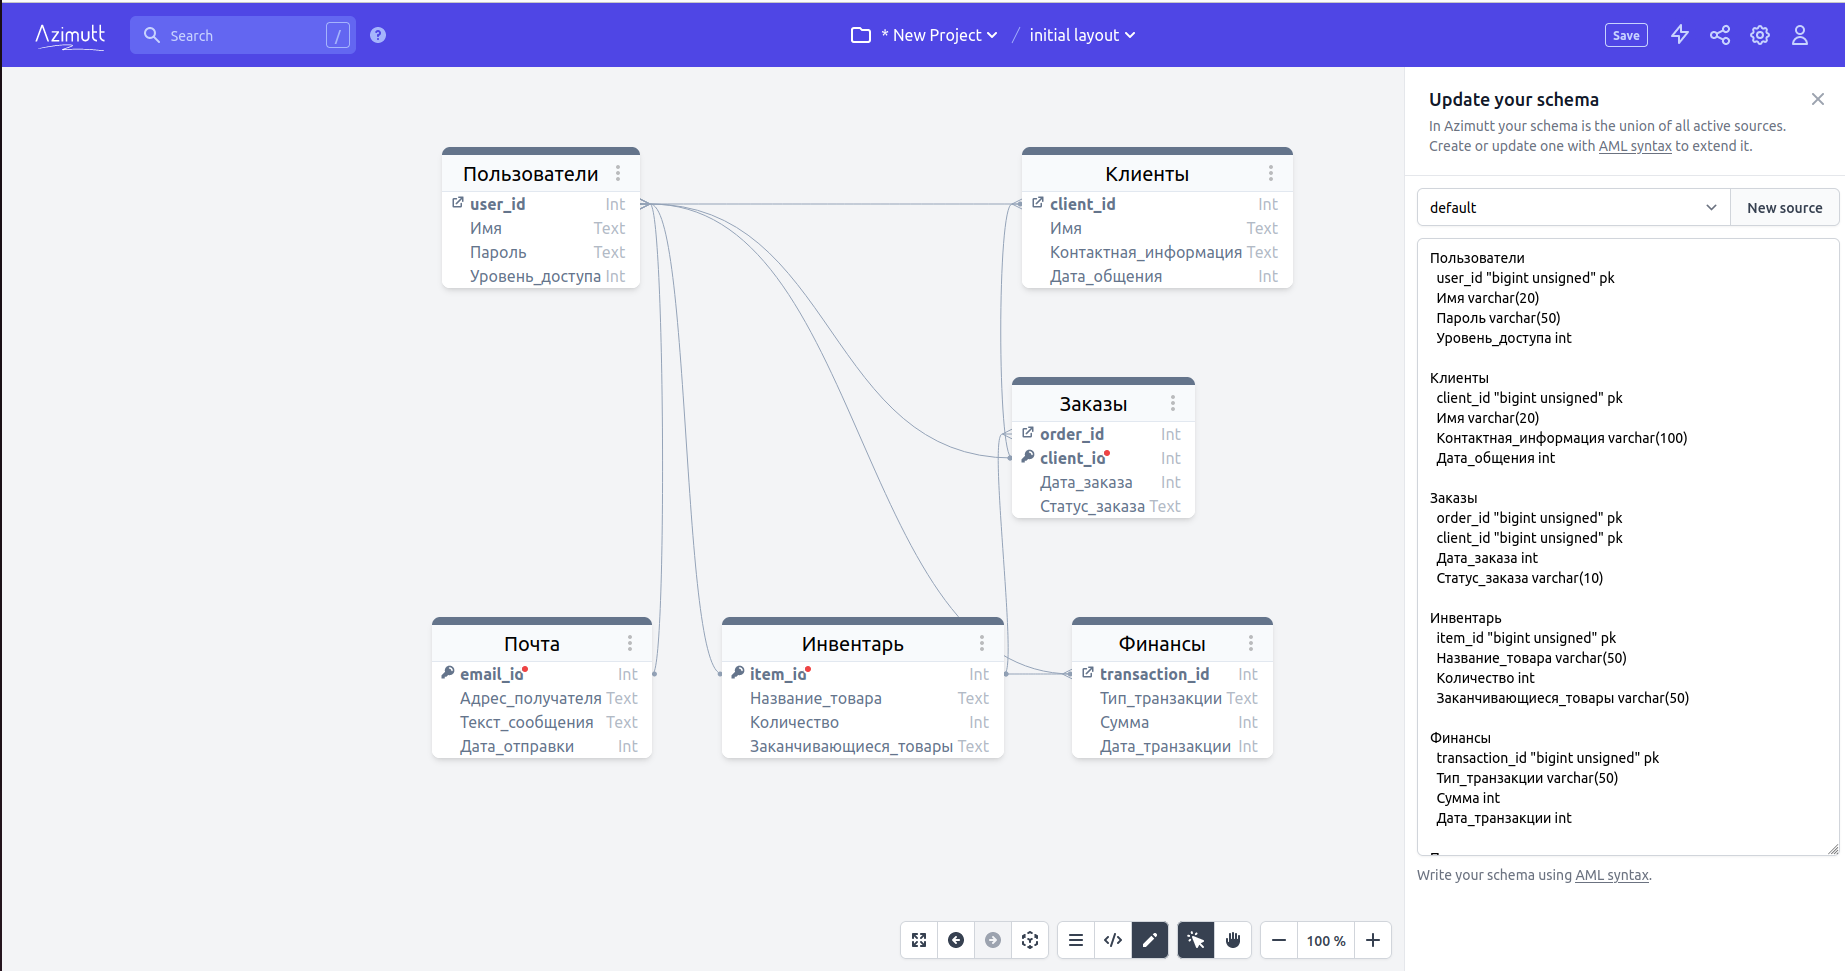 Azimutt
Search /
?
* New Project / initial layout
Save
Пользователи
user_id Int
Имя Text
Пароль Text
Уровень_доступа Int
Клиенты
client_id Int
Имя Text
Контактная_информация Text
Дата_общения Int
Заказы
order_id Int
client_id Int
Дата_заказа Int
Статус_заказа Text
Почта
email_id Int
Адрес_получателя Text
Текст_сообщения Text
Дата_отправки Int
Инвентарь
item_id Int
Название_товара Text
Количество Int
Заканчивающиеся_товары Text
Финансы
transaction_id Int
Тип_транзакции Text
Сумма Int
Дата_транзакции Int
100 %
Update your schema
In Azimutt your schema is the union of all active sources.
Create or update one with AML syntax to extend it.
default
New source
Пользователи
user_id "bigint unsigned" pk
Имя varchar(20)
Пароль varchar(50)
Уровень_доступа int
Клиенты
client_id "bigint unsigned" pk
Имя varchar(20)
Контактная_информация varchar(100)
Дата_общения int
Заказы
order_id "bigint unsigned" pk
client_id "bigint unsigned" pk
Дата_заказа int
Статус_заказа varchar(10)
Инвентарь
item_id "bigint unsigned" pk
Название_товара varchar(50)
Количество int
Заканчивающиеся_товары varchar(50)
Финансы
transaction_id "bigint unsigned" pk
Тип_транзакции varchar(50)
Сумма int
Дата_транзакции int
Write your schema using AML syntax.